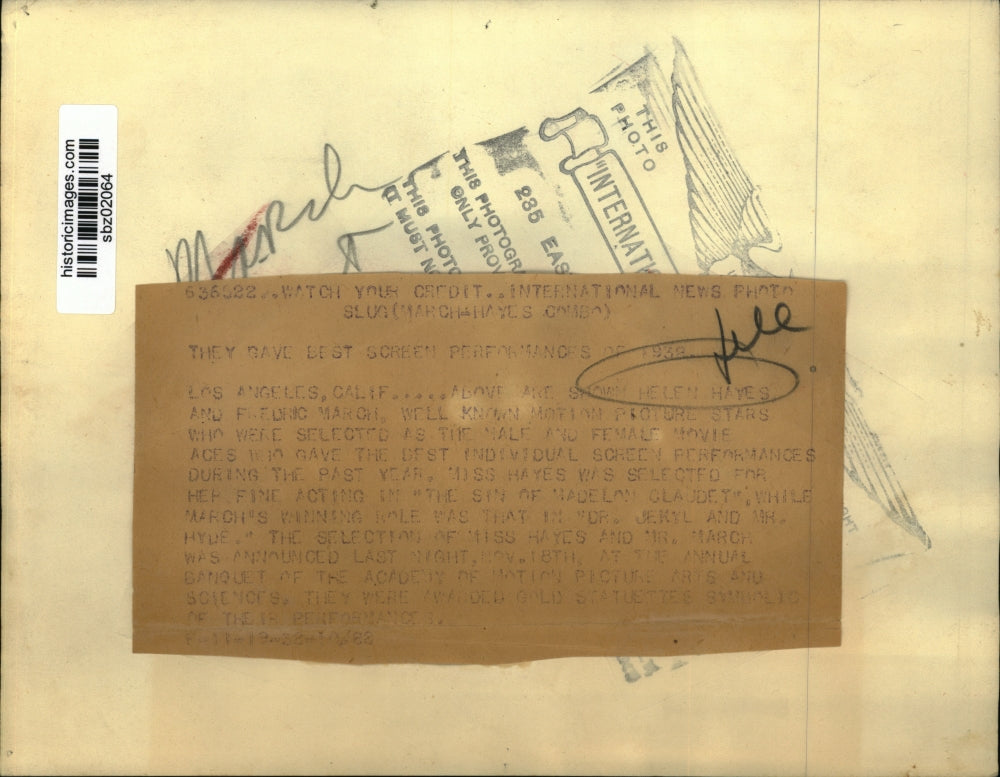 historicimages.com
sbz02064
March
THIS
PHOTO
"INTERNATI
235 EAS
THIS PHOTOGR
ONLY PROV
THIS PHOTO
IT MUST N
636522..WATCH YOUR CREDIT..INTERNATIONAL NEWS PHOTO
SLUG(MARCH-HAYES COMBO)
THEY GAVE BEST SCREEN PERFORMANCES OF 1932.
LOS ANGELES,CALIF.....ABOVE ARE SHOWN HELEN HAYES
AND FREDRIC MARCH, WELL KNOWN MOTION PICTURE STARS
WHO WERE SELECTED AS THE MALE AND FEMALE MOVIE
ACES WHO GAVE THE BEST INDIVIDUAL SCREEN PERFORMANCES
DURING THE PAST YEAR. MISS HAYES WAS SELECTED FOR
HER FINE ACTING IN "THE SIN OF MADELON CLAUDET", WHILE
MARCH'S WINNING ROLE WAS THAT IN "DR. JEKYL AND MR.
HYDE." THE SELECTION OF MISS HAYES AND MR. MARCH
WAS ANNOUNCED LAST NIGHT,NOV.18TH, AT THE ANNUAL
BANQUET OF THE ACADEMY OF MOTION PICTURE ARTS AND
SCIENCES. THEY WERE AWARDED GOLD STATUETTES SYMBOLIC
OF THEIR PERFORMANCES.